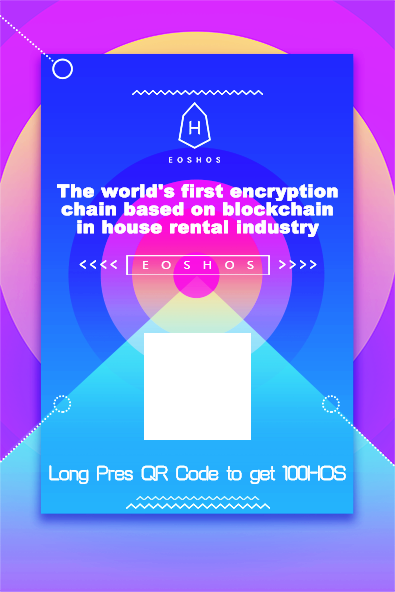 H
EOSHOS
The world's first encryption
chain based on blockchain
in house rental industry
<<<< EOSHOS >>>>
Long Pres QR Code to get 100HOS